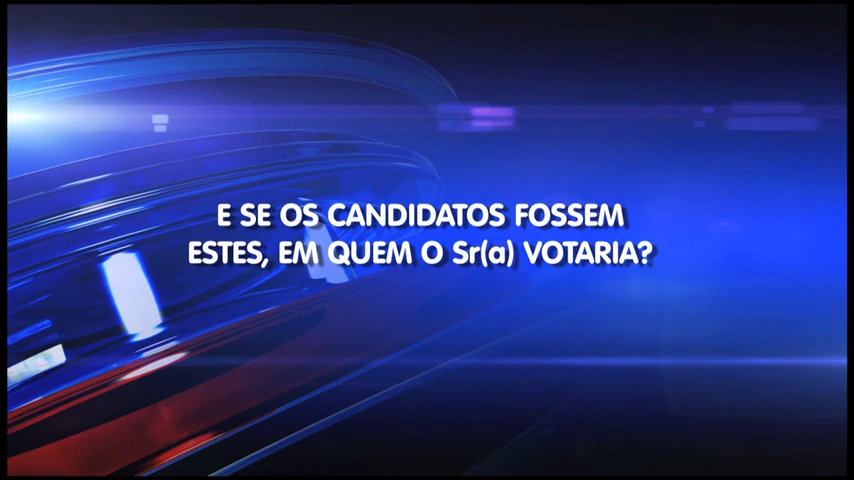 E SE OS CANDIDATOS FOSSEM
ESTES, EM QUEM O Sr(a) VOTARIA?